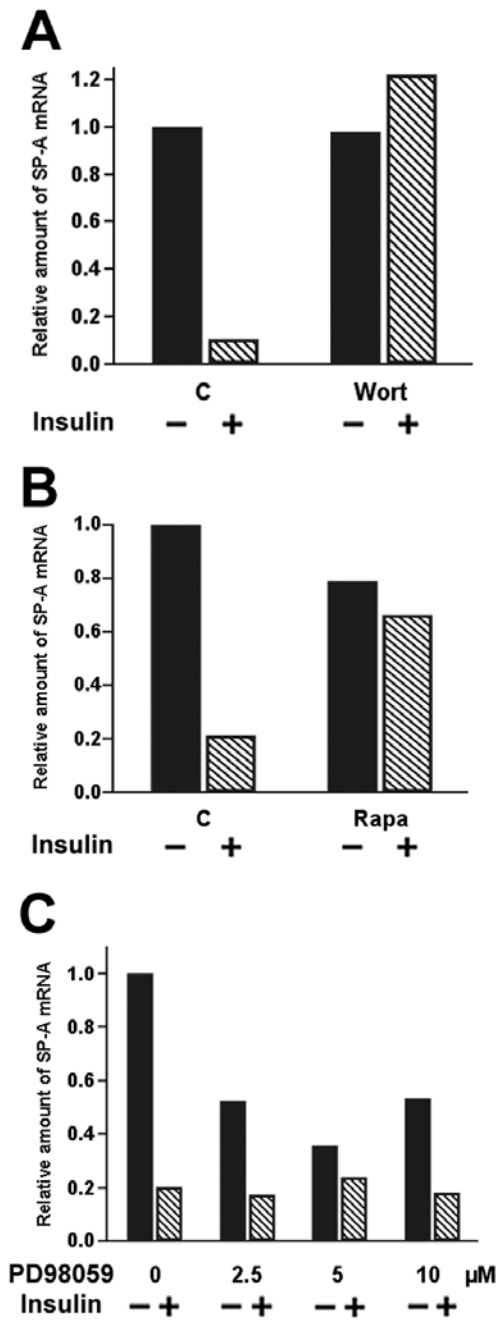 A
Relative amount of SP-A mRNA
1.2
1.0
0.8
0.6
0.4
0.2
0.0
C Wort
Insulin − + − +
B
Relative amount of SP-A mRNA
1.0
0.8
0.6
0.4
0.2
0.0
C Rapa
Insulin − + − +
C
Relative amount of SP-A mRNA
1.0
0.8
0.6
0.4
0.2
0.0
PD98059 0 2.5 5 10 µM
Insulin − + − + − + − +